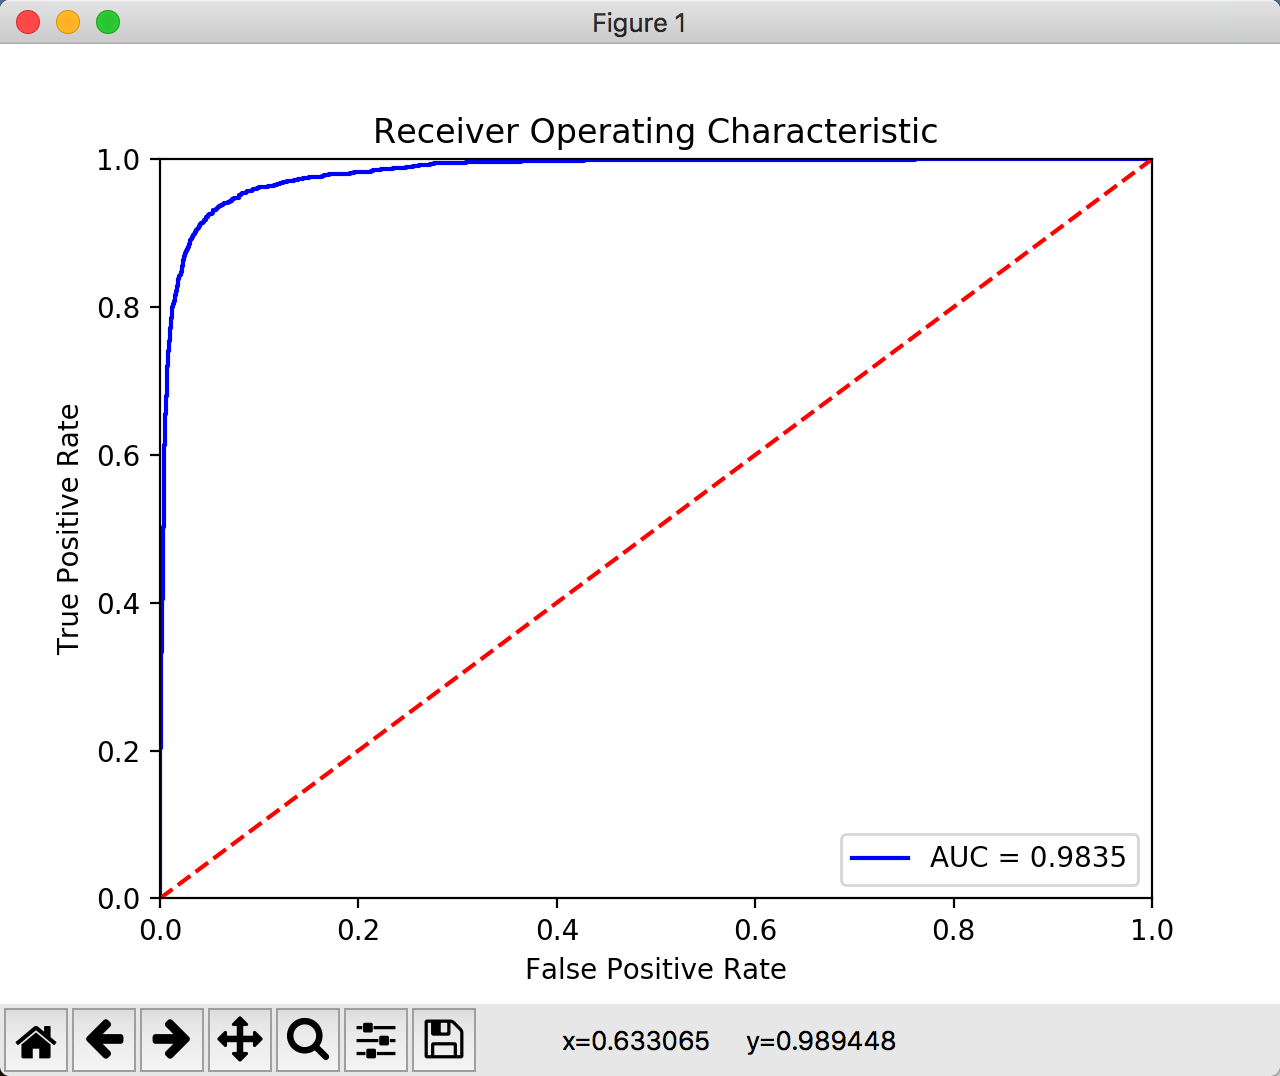 Figure 1
Receiver Operating Characteristic
1.0
0.8
0.6
0.4
0.2
0.0
True Positive Rate
AUC = 0.9835
0.0 0.2 0.4 0.6 0.8 1.0
False Positive Rate
x=0.633065 y=0.989448